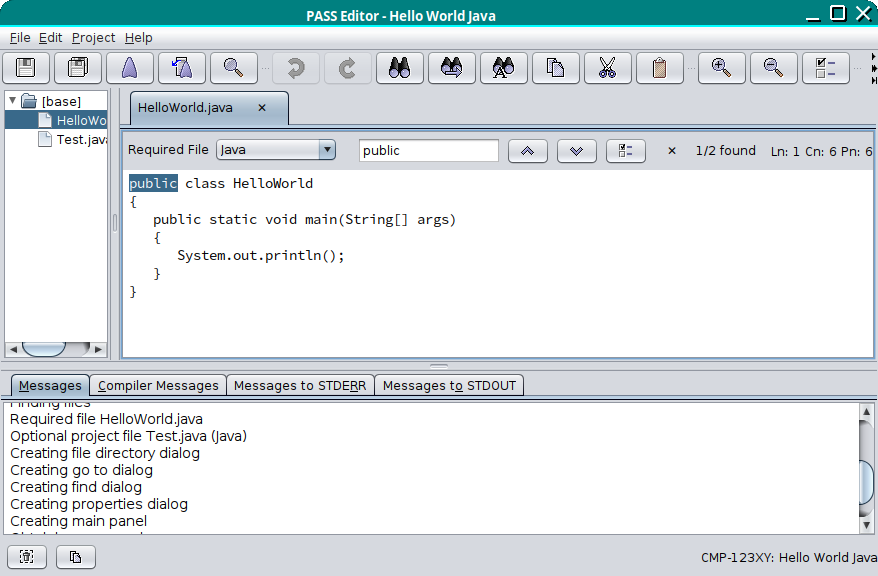 PASS Editor - Hello World Java
File Edit Project Help
[base]
HelloWo
Test.java
HelloWorld.java
Required File Java public 1/2 found Ln: 1 Cn: 6 Pn: 6
public class HelloWorld
{
public static void main(String[] args)
{
System.out.println();
}
}
Messages Compiler Messages Messages to STDERR Messages to STDOUT
Finding files
Required file HelloWorld.java
Optional project file Test.java (Java)
Creating file directory dialog
Creating go to dialog
Creating find dialog
Creating properties dialog
Creating main panel
CMP-123XY: Hello World Java